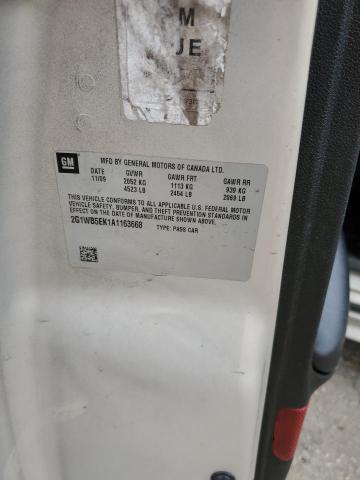 M
UE
GM
MFD BY GENERAL MOTORS OF CANADA LTD.
DATE GVWR GAWR FRT GAWR RR
11/09 2052 KG 1113 KG 939 KG
4523 LB 2454 LB 2069 LB
THIS VEHICLE CONFORMS TO ALL APPLICABLE U.S. FEDERAL MOTOR
VEHICLE SAFETY, BUMPER, AND THEFT PREVENTION STANDARDS
IN EFFECT ON THE DATE OF MANUFACTURE SHOWN ABOVE.
2G1WB5EK1A1163668 TYPE: PASS CAR